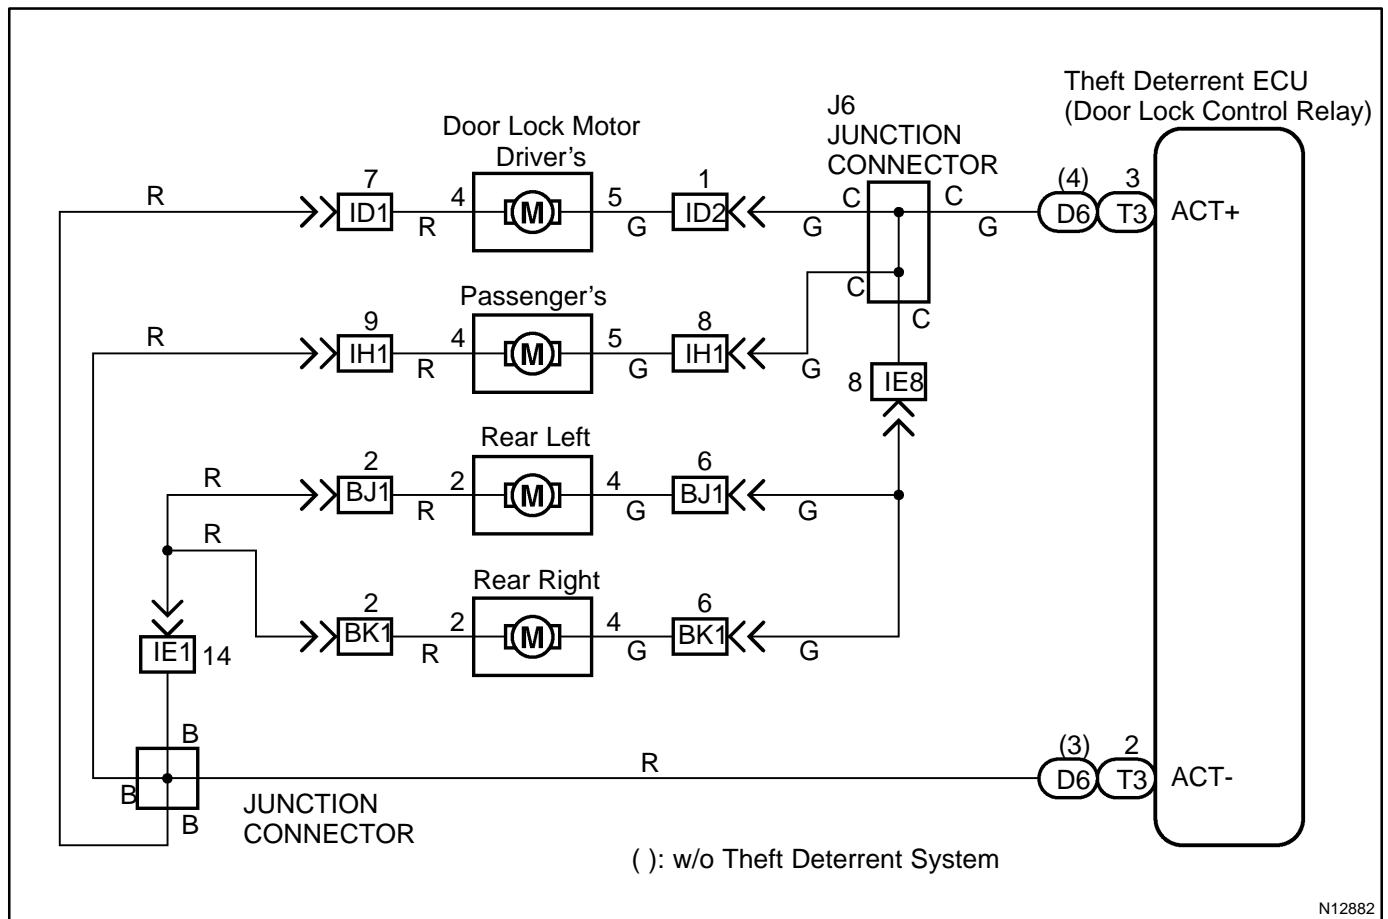 Theft Deterrent ECU
(Door Lock Control Relay)
J6
JUNCTION
CONNECTOR
Door Lock Motor
Driver's
R
7
ID1
R
4
M
5
G
1
ID2
G
C
C
G
(4)
D6
3
T3
ACT+
C
C
Passenger's
R
9
IH1
R
4
M
5
G
8
IH1
G
8
IE8
Rear Left
R
2
BJ1
R
2
M
4
G
6
BJ1
G
R
Rear Right
2
BK1
R
2
M
4
G
6
BK1
G
IE1
14
B
B
B
JUNCTION
CONNECTOR
R
(3)
D6
2
T3
ACT-
( ): w/o Theft Deterrent System
N12882